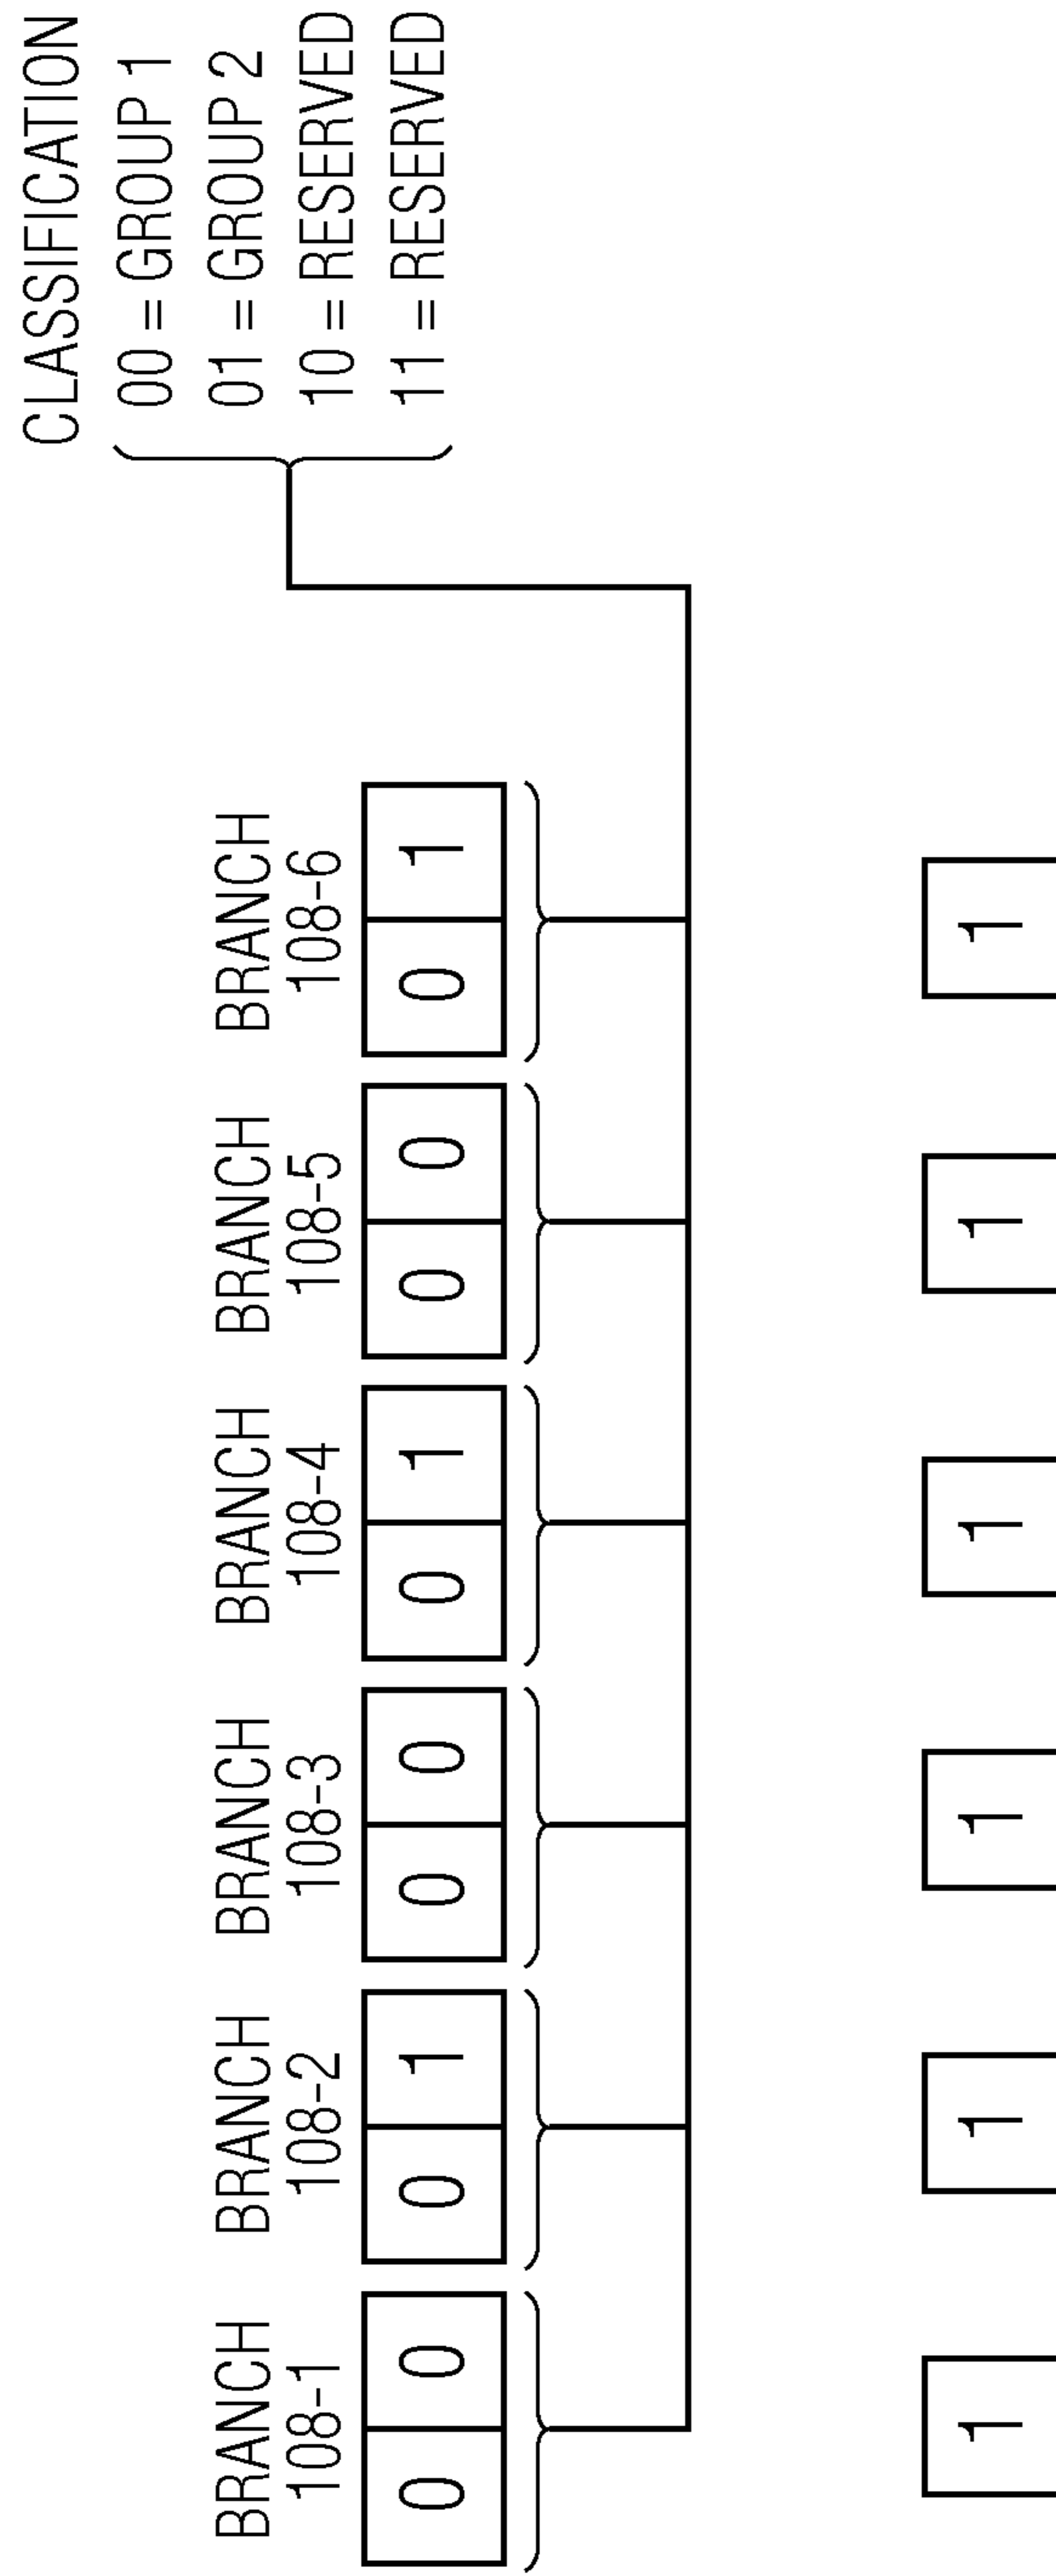 CLASSIFICATION
00 = GROUP 1
01 = GROUP 2
10 = RESERVED
11 = RESERVED
BRANCH BRANCH BRANCH BRANCH BRANCH BRANCH
108-1 108-2 108-3 108-4 108-5 108-6
0 0 0 1 0 0 0 1 0 0 0 1
1 1 1 1 1 1